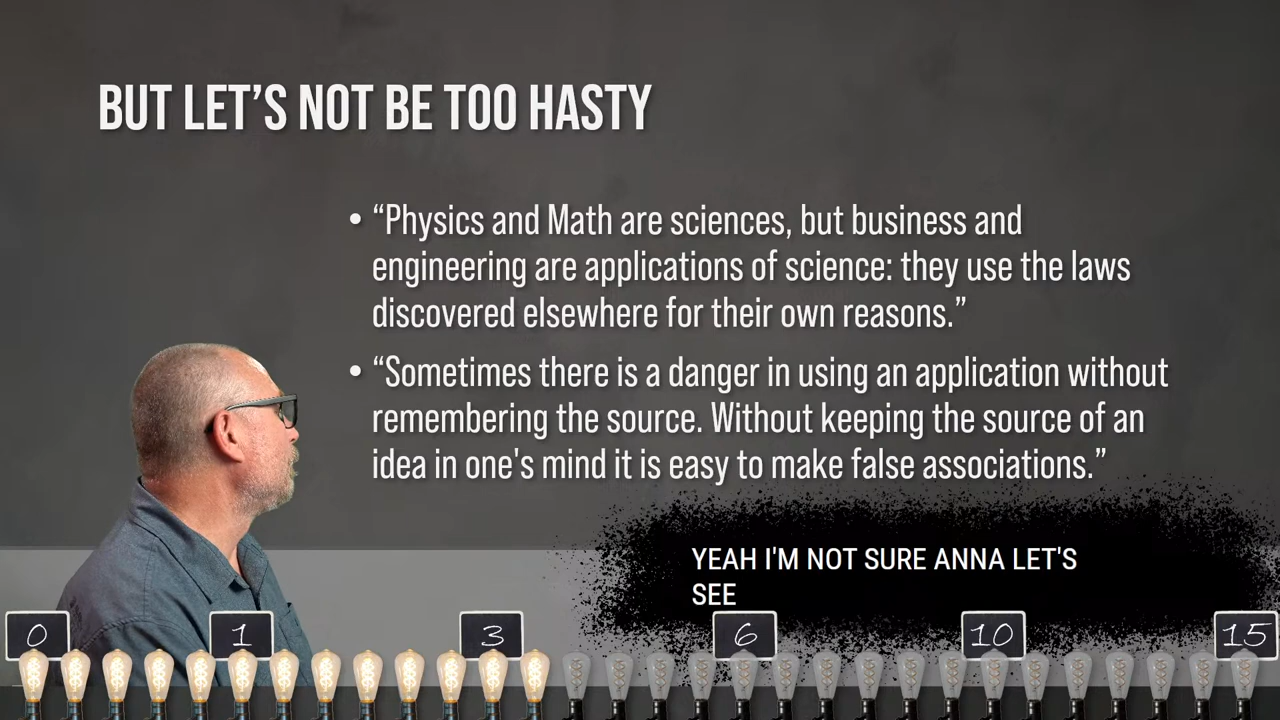 BUT LET’S NOT BE TOO HASTY
• “Physics and Math are sciences, but business and
engineering are applications of science: they use the laws
discovered elsewhere for their own reasons.”
• “Sometimes there is a danger in using an application without
remembering the source. Without keeping the source of an
idea in one's mind it is easy to make false associations.”
YEAH I'M NOT SURE ANNA LET'S
SEE
0 1 3 6 10 15